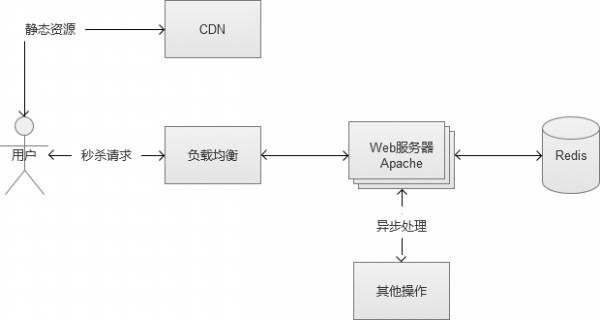 静态资源
CDN
用户
秒杀请求
负载均衡
Web服务器
Apache
Redis
异步处理
其他操作